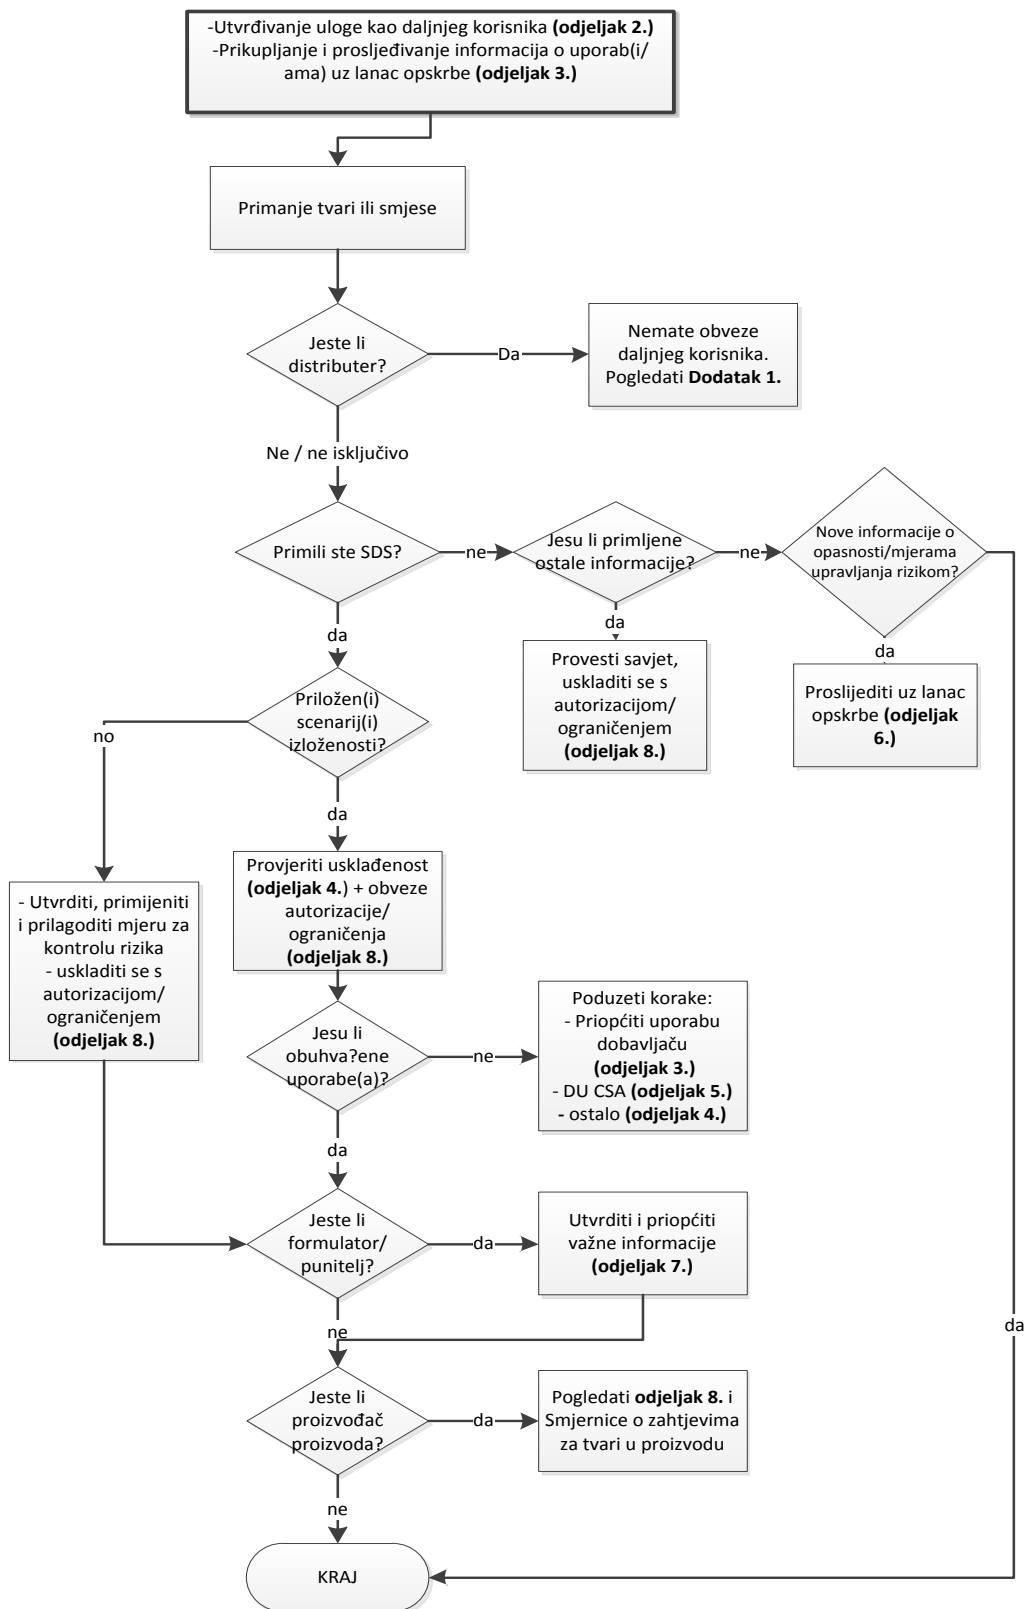 -Utvrđivanje uloge kao daljnjeg korisnika (odjeljak 2.)
-Prikupljanje i prosljeđivanje informacija o uporab(i/
ama) uz lanac opskrbe (odjeljak 3.)
Primanje tvari ili smjese
Jeste li
distributer?
Da
Nemate obveze
daljnjeg korisnika.
Pogledati Dodatak 1.
Ne / ne isključivo
Primili ste SDS?
ne
Jesu li primljene
ostale informacije?
ne
Nove informacije o
opasnosti/mjerama
upravljanja rizikom?
da
da
da
Provesti savjet,
uskladiti se s
autorizacijom/
ograničenjem
(odjeljak 8.)
Proslijediti uz lanac
opskrbe (odjeljak
6.)
Priložen(i)
scenarij(i)
izloženosti?
no
da
Provjeriti usklađenost
(odjeljak 4.) + obveze
autorizacije/
ograničenja
(odjeljak 8.)
- Utvrditi, primijeniti
i prilagoditi mjeru za
kontrolu rizika
- uskladiti se s
autorizacijom/
ograničenjem
(odjeljak 8.)
Jesu li
obuhva?ene
uporabe(a)?
ne
Poduzeti korake:
- Priopćiti uporabu
dobavljaču
(odjeljak 3.)
- DU CSA (odjeljak 5.)
- ostalo (odjeljak 4.)
da
Jeste li
formulator/
punitelj?
da
Utvrditi i priopćiti
važne informacije
(odjeljak 7.)
ne
da
Jeste li
proizvođač
proizvoda?
da
Pogledati odjeljak 8. i
Smjernice o zahtjevima
za tvari u proizvodu
ne
KRAJ